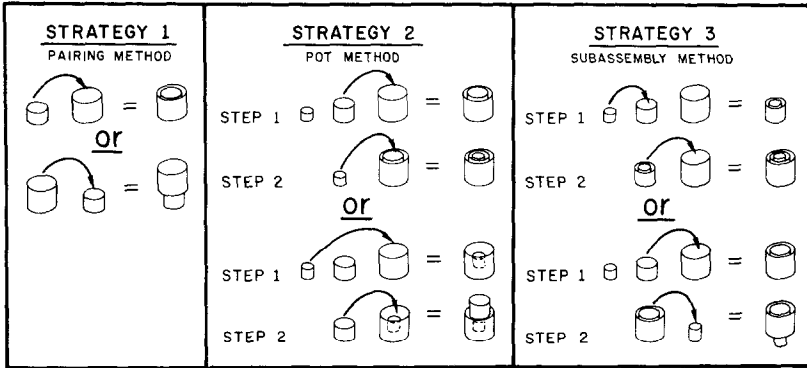 STRATEGY 1
PAIRING METHOD
=
or
=
STRATEGY 2
POT METHOD
STEP 1 =
STEP 2 =
or
STEP 1 =
STEP 2 =
STRATEGY 3
SUBASSEMBLY METHOD
STEP 1 =
STEP 2 =
or
STEP 1 =
STEP 2 =